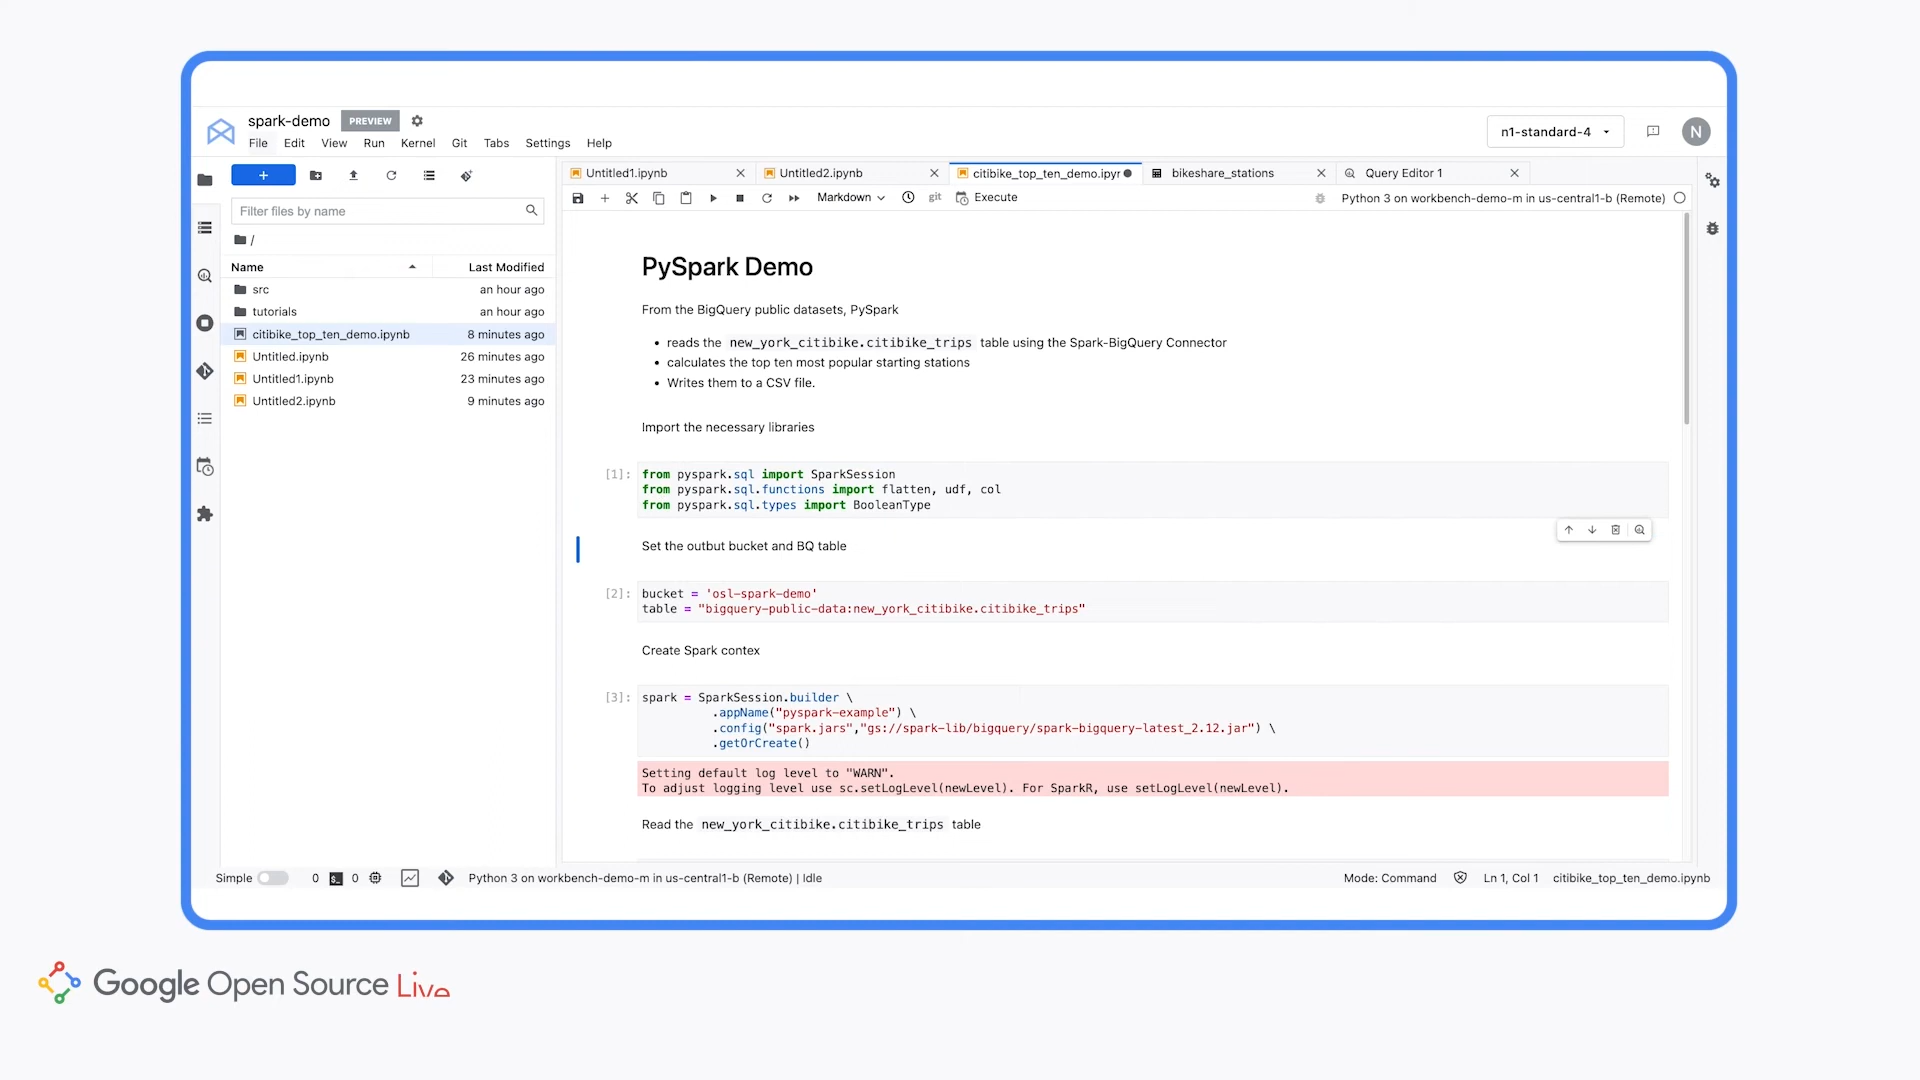 spark-demo PREVIEW
File Edit View Run Kernel Git Tabs Settings Help
n1-standard-4
N
+
Filter files by name
/
Name Last Modified
src an hour ago
tutorials an hour ago
citibike_top_ten_demo.ipynb 8 minutes ago
Untitled.ipynb 26 minutes ago
Untitled1.ipynb 23 minutes ago
Untitled2.ipynb 9 minutes ago
Untitled1.ipynb Untitled2.ipynb citibike_top_ten_demo.ipyr bikeshare_stations Query Editor 1
Markdown git Execute Python 3 on workbench-demo-m in us-central1-b (Remote)
PySpark Demo
From the BigQuery public datasets, PySpark
• reads the new_york_citibike.citibike_trips table using the Spark-BigQuery Connector
• calculates the top ten most popular starting stations
• Writes them to a CSV file.
Import the necessary libraries
[1]: from pyspark.sql import SparkSession
from pyspark.sql.functions import flatten, udf, col
from pyspark.sql.types import BooleanType
Set the outbut bucket and BQ table
[2]: bucket = 'osl-spark-demo'
table = "bigquery-public-data:new_york_citibike.citibike_trips"
Create Spark contex
[3]: spark = SparkSession.builder \
.appName("pyspark-example") \
.config("spark.jars","gs://spark-lib/bigquery/spark-bigquery-latest_2.12.jar") \
.getOrCreate()
Setting default log level to "WARN".
To adjust logging level use sc.setLogLevel(newLevel). For SparkR, use setLogLevel(newLevel).
Read the new_york_citibike.citibike_trips table
Simple 0 0 Python 3 on workbench-demo-m in us-central1-b (Remote) | Idle
Mode: Command Ln 1, Col 1 citibike_top_ten_demo.ipynb
Google Open Source Live